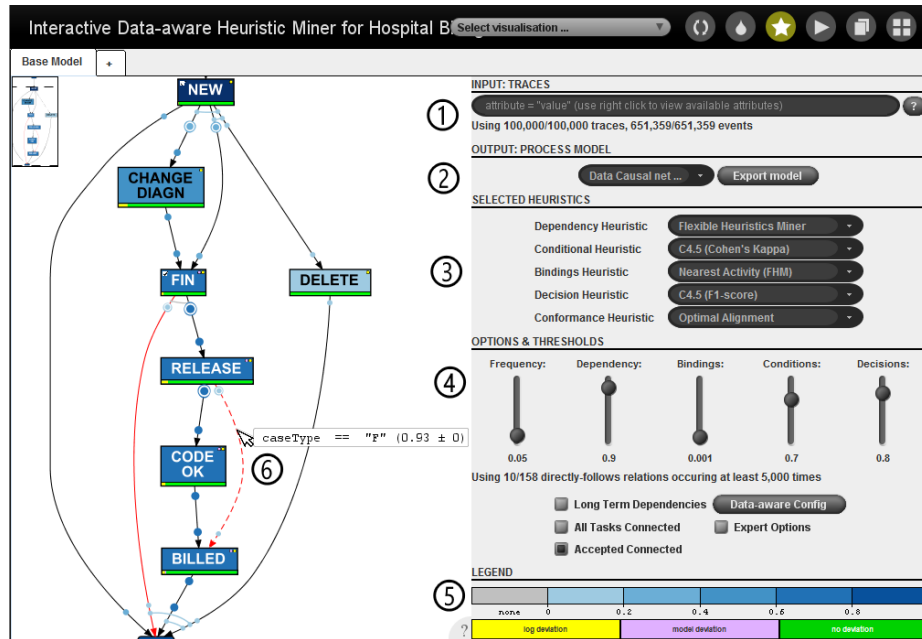 Interactive Data-aware Heuristic Miner for Hospital B
Select visualisation ...
Base Model
+
NEW
CHANGE
DIAGN
FIN
DELETE
RELEASE
CODE
OK
BILLED
caseType == "F" (0.93 ± 0)
6
?
1
INPUT: TRACES
attribute = "value" (use right click to view available attributes)
?
Using 100,000/100,000 traces, 651,359/651,359 events
OUTPUT: PROCESS MODEL
2
Data Causal net ...
Export model
SELECTED HEURISTICS
3
Dependency Heuristic Flexible Heuristics Miner
Conditional Heuristic C4.5 (Cohen's Kappa)
Bindings Heuristic Nearest Activity (FHM)
Decision Heuristic C4.5 (F1-score)
Conformance Heuristic Optimal Alignment
OPTIONS & THRESHOLDS
4
Frequency: Dependency: Bindings: Conditions: Decisions:
0.05 0.9 0.001 0.7 0.8
Using 10/158 directly-follows relations occuring at least 5,000 times
Long Term Dependencies Data-aware Config
All Tasks Connected Expert Options
Accepted Connected
LEGEND
5
none 0 0.2 0.4 0.6 0.8
log deviation model deviation no deviation